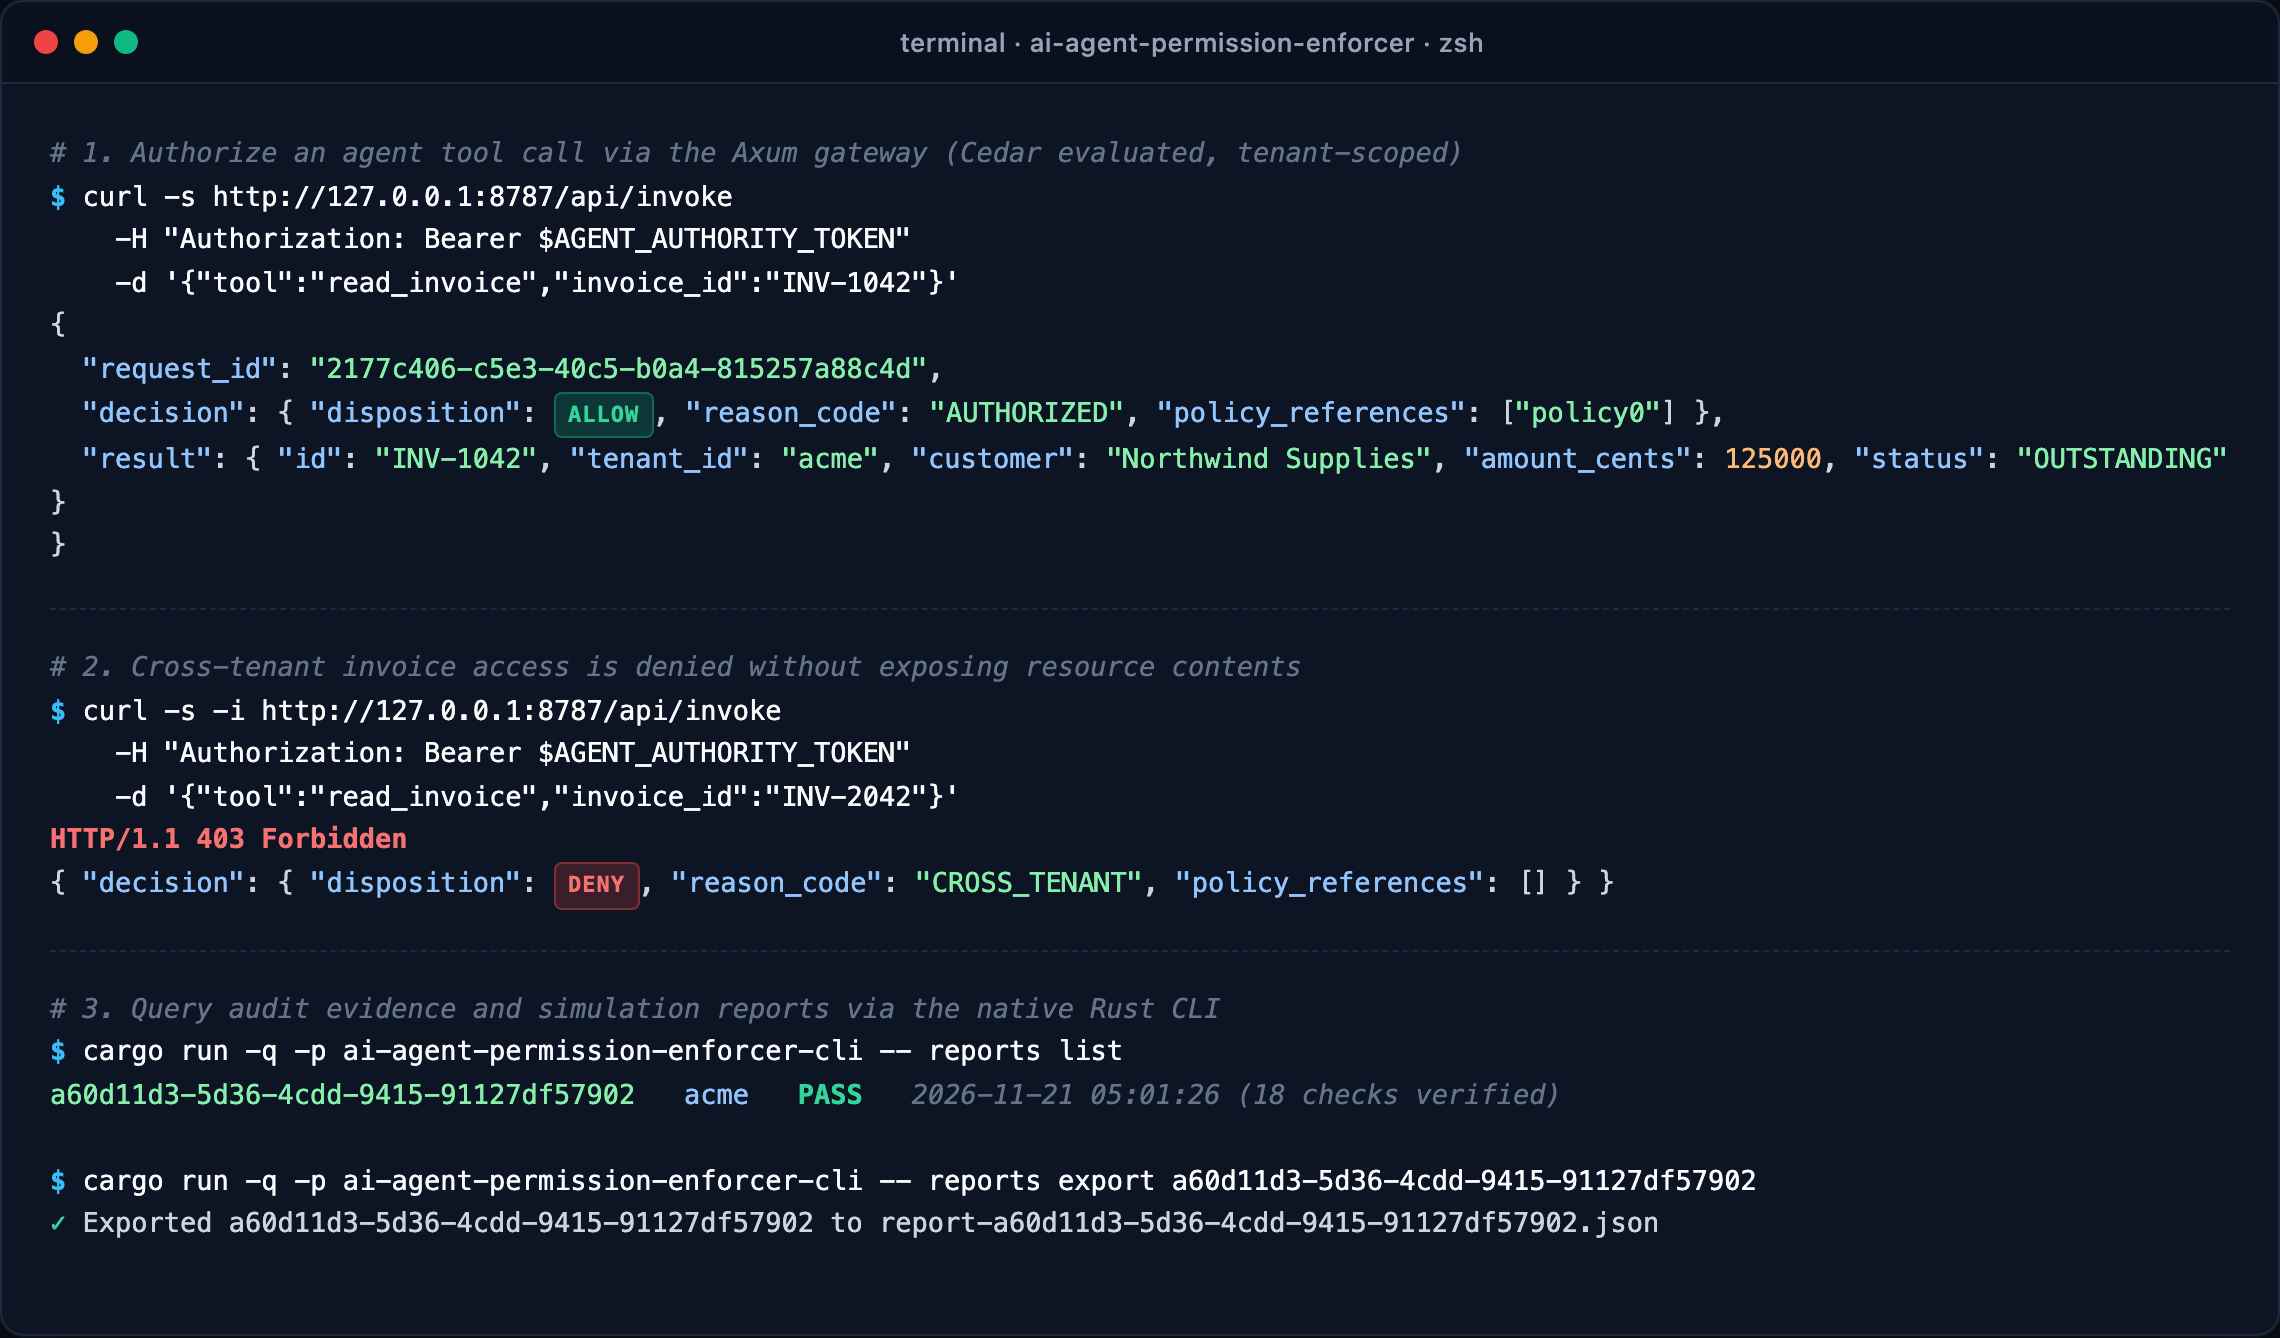 terminal · ai-agent-permission-enforcer · zsh
# 1. Authorize an agent tool call via the Axum gateway (Cedar evaluated, tenant-scoped)
$ curl -s http://127.0.0.1:8787/api/invoke
    -H "Authorization: Bearer $AGENT_AUTHORITY_TOKEN"
    -d '{"tool":"read_invoice","invoice_id":"INV-1042"}'
{
  "request_id": "2177c406-c5e3-40c5-b0a4-815257a88c4d",
  "decision": { "disposition": ALLOW, "reason_code": "AUTHORIZED", "policy_references": ["policy0"] },
  "result": { "id": "INV-1042", "tenant_id": "acme", "customer": "Northwind Supplies", "amount_cents": 125000, "status": "OUTSTANDING"
}
}
# 2. Cross-tenant invoice access is denied without exposing resource contents
$ curl -s -i http://127.0.0.1:8787/api/invoke
    -H "Authorization: Bearer $AGENT_AUTHORITY_TOKEN"
    -d '{"tool":"read_invoice","invoice_id":"INV-2042"}'
HTTP/1.1 403 Forbidden
{ "decision": { "disposition": DENY, "reason_code": "CROSS_TENANT", "policy_references": [] } }
# 3. Query audit evidence and simulation reports via the native Rust CLI
$ cargo run -q -p ai-agent-permission-enforcer-cli -- reports list
a60d11d3-5d36-4cdd-9415-91127df57902   acme   PASS   2026-11-21 05:01:26 (18 checks verified)
$ cargo run -q -p ai-agent-permission-enforcer-cli -- reports export a60d11d3-5d36-4cdd-9415-91127df57902
✓ Exported a60d11d3-5d36-4cdd-9415-91127df57902 to report-a60d11d3-5d36-4cdd-9415-91127df57902.json